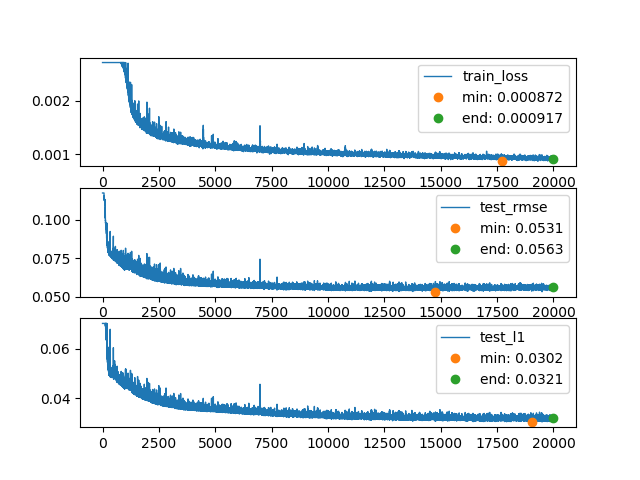 train_loss
min: 0.000872
end: 0.000917
0.002
0.001
0 2500 5000 7500 10000 12500 15000 17500 20000
test_rmse
min: 0.0531
end: 0.0563
0.100
0.075
0.050
0 2500 5000 7500 10000 12500 15000 17500 20000
test_l1
min: 0.0302
end: 0.0321
0.06
0.04
0 2500 5000 7500 10000 12500 15000 17500 20000